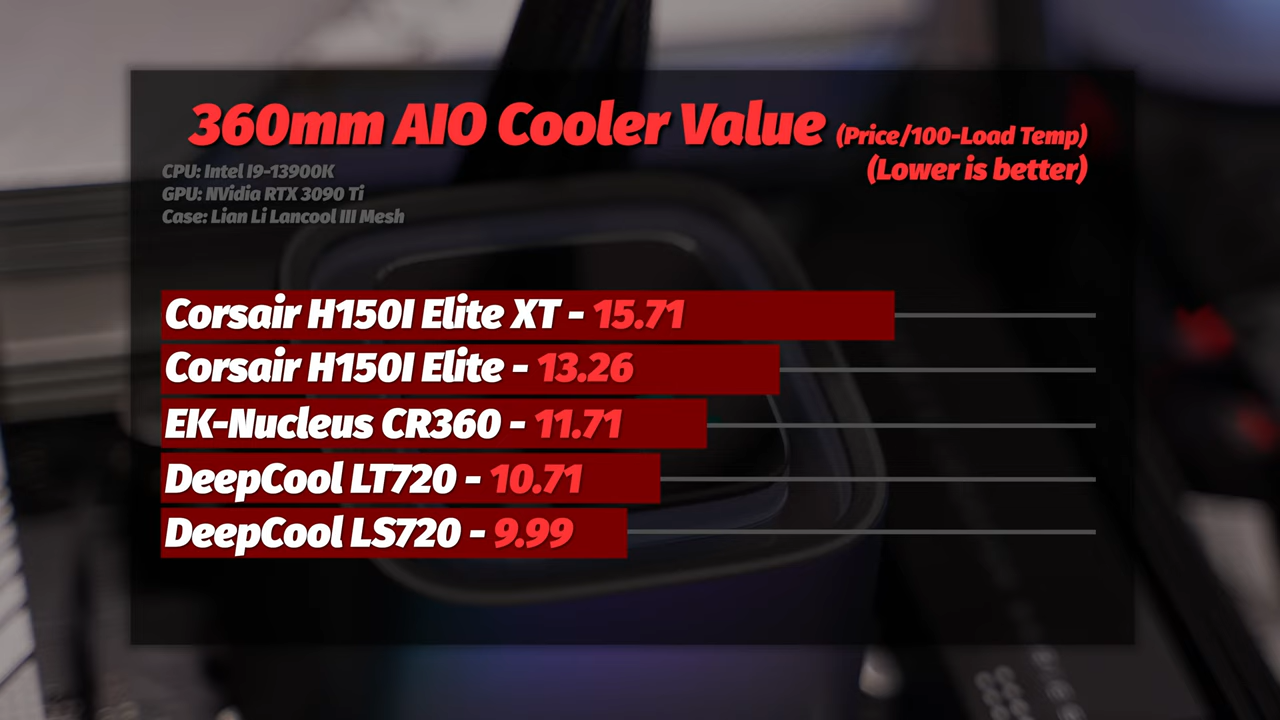 360mm AIO Cooler Value (Price/100-Load Temp)
(Lower is better)
CPU: Intel I9-13900K
GPU: NVidia RTX 3090 Ti
Case: Lian Li Lancool III Mesh
Corsair H150I Elite XT - 15.71
Corsair H150I Elite - 13.26
EK-Nucleus CR360 - 11.71
DeepCool LT720 - 10.71
DeepCool LS720 - 9.99